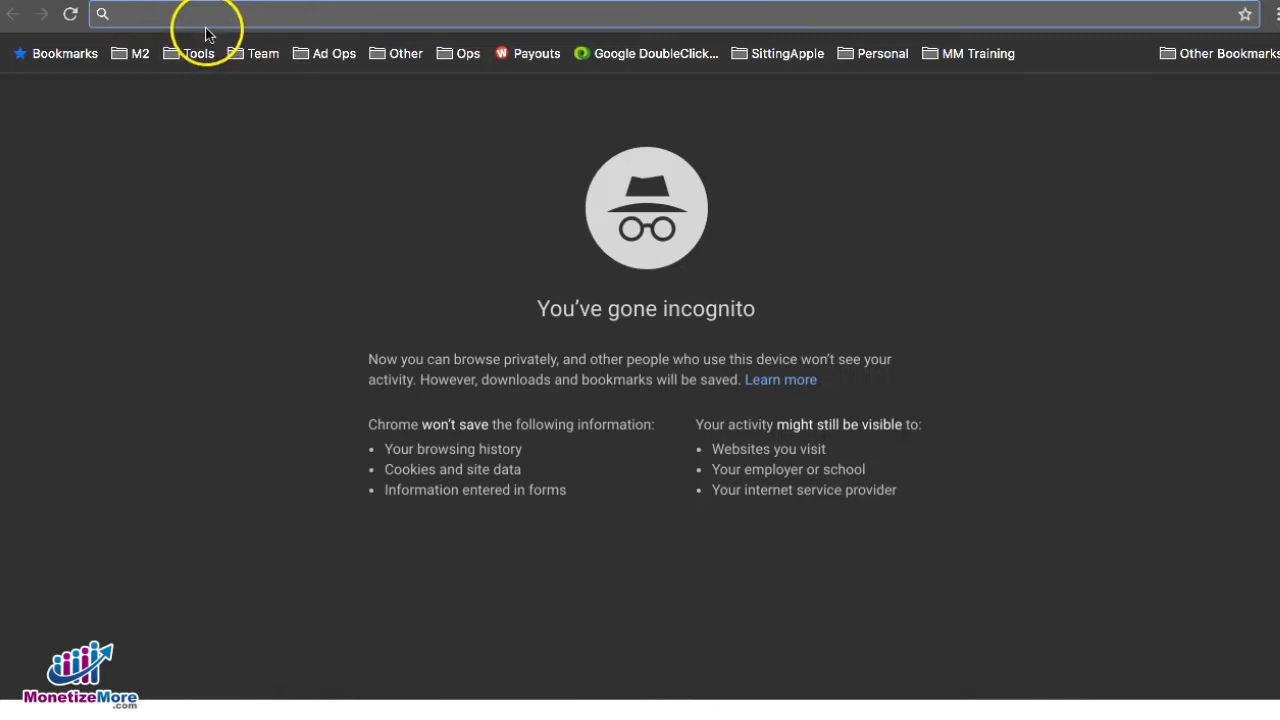 Bookmarks M2 Tools Team Ad Ops Other Ops Payouts Google DoubleClick... SittingApple Personal MM Training Other Bookmarks
You've gone incognito
Now you can browse privately, and other people who use this device won't see your
activity. However, downloads and bookmarks will be saved. Learn more
Chrome won't save the following information:
• Your browsing history
• Cookies and site data
• Information entered in forms
Your activity might still be visible to:
• Websites you visit
• Your employer or school
• Your internet service provider
MonetizeMore
.com